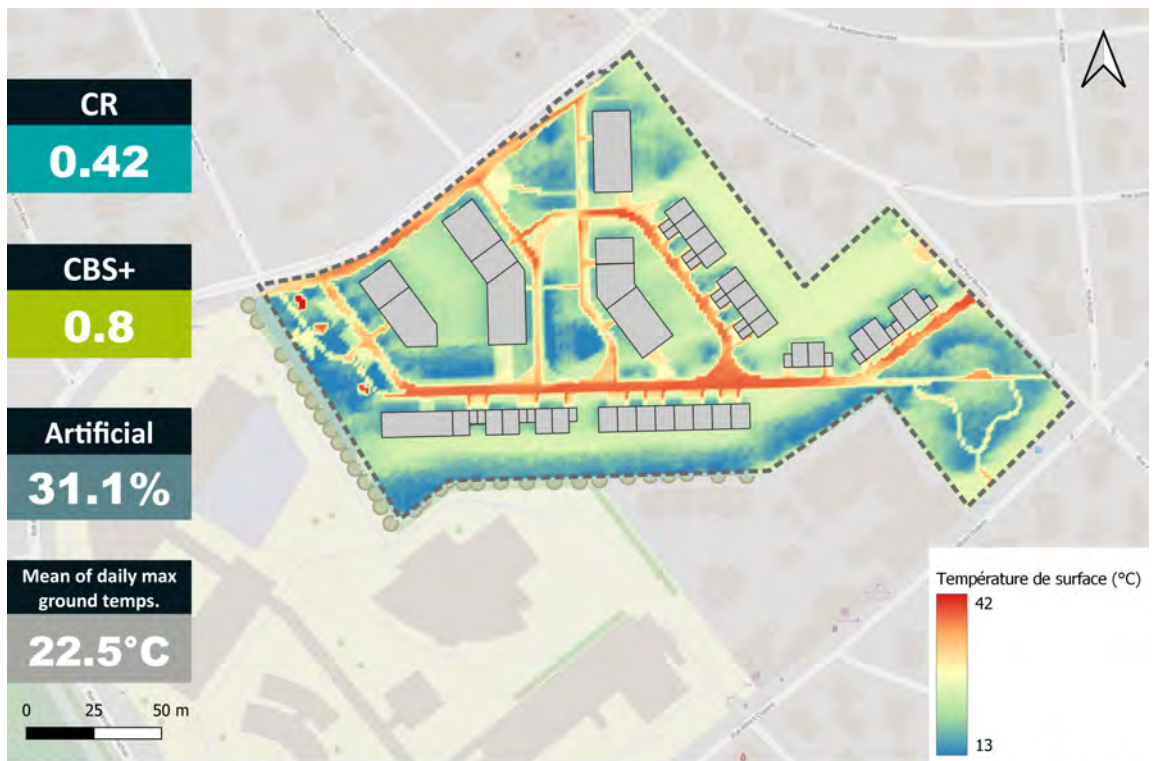 CR
0.42
CBS+
0.8
Artificial
31.1%
Mean of daily max
ground temps.
22.5°C
0 25 50 m
Température de surface (°C)
42
13